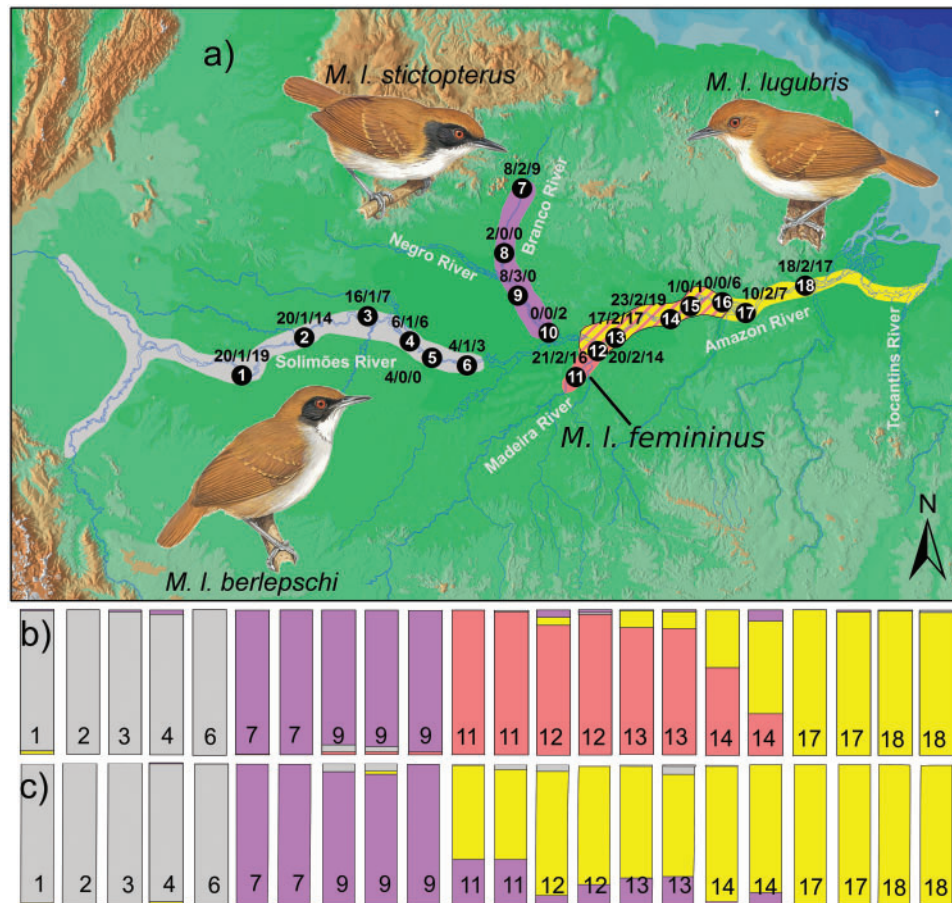 a)
M. l. stictopterus
M. l. lugubris
8/2/9
7
Branco River
Negro River
2/0/0
8
8/3/0
9
0/0/2
10
16/1/7
3
20/1/14
2
6/1/6
4
5
4/0/0
4/1/3
6
20/1/19
1
Solimões River
18/2/17
18
1/0/1
15
0/0/6
16
10/2/7
17
23/2/19
14
17/2/17
13
21/2/16
12
20/2/14
11
Amazon River
Madeira River
Tocantins River
M. l. femininus
M. l. berlepschi
N
b)
1 2 3 4 6 7 7 9 9 9 11 11 12 12 13 13 14 14 17 17 18 18
c)
1 2 3 4 6 7 7 9 9 9 11 11 12 12 13 13 14 14 17 17 18 18